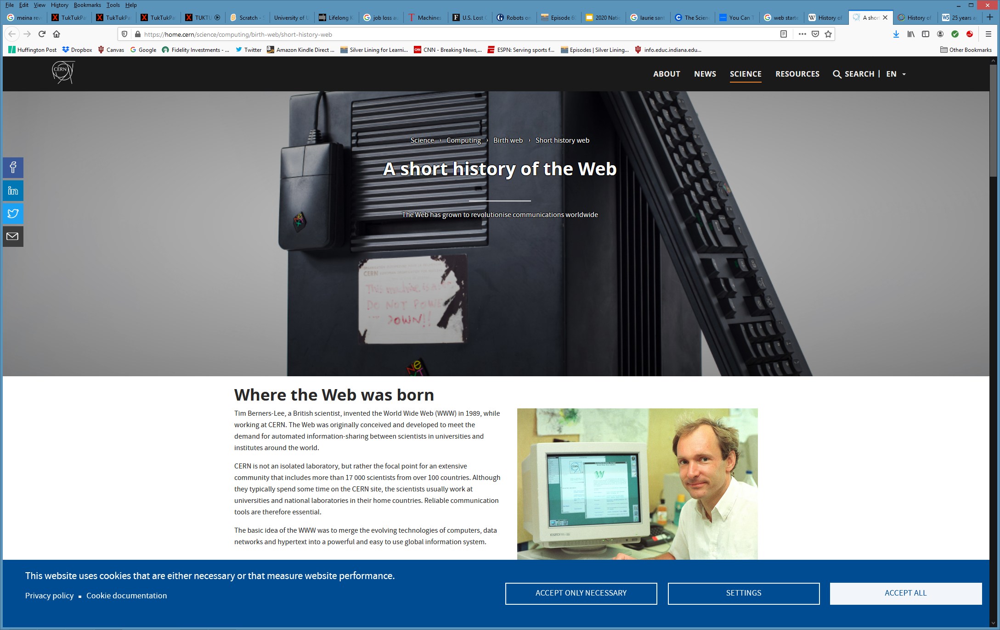 File Edit View History Bookmarks Tools Help
meina rev TukTukPa TukTukPa TukTukPa TUKTU Scratch - University of U Lifelong K job loss au Machines U.S. Lost Robots on Episode 60 2020 Natio laurie sant The Scienc You Can T web starte History of A shor History of 25 years a
https://home.cern/science/computing/birth-web/short-history-web
Huffington Post Dropbox Canvas Google Fidelity Investments - ... Twitter Amazon Kindle Direct ... Silver Lining for Learni... CNN - Breaking News,... ESPN: Serving sports f... Episodes | Silver Lining... info.educ.indiana.edu... Other Bookmarks
CERN
ABOUT NEWS SCIENCE RESOURCES SEARCH | EN
Science › Computing › Birth web › Short history web
A short history of the Web
The Web has grown to revolutionise communications worldwide
NeXT
CERN
This machine is a
DO NOT POWE
DOWN!!
NeXT
Where the Web was born
Tim Berners-Lee, a British scientist, invented the World Wide Web (WWW) in 1989, while
working at CERN. The Web was originally conceived and developed to meet the
demand for automated information-sharing between scientists in universities and
institutes around the world.
CERN is not an isolated laboratory, but rather the focal point for an extensive
community that includes more than 17 000 scientists from over 100 countries. Although
they typically spend some time on the CERN site, the scientists usually work at
universities and national laboratories in their home countries. Reliable communication
tools are therefore essential.
The basic idea of the WWW was to merge the evolving technologies of computers, data
networks and hypertext into a powerful and easy to use global information system.
CERN
W
EIZO
This website uses cookies that are either necessary or that measure website performance.
Privacy policy ▪ Cookie documentation
ACCEPT ONLY NECESSARY SETTINGS ACCEPT ALL